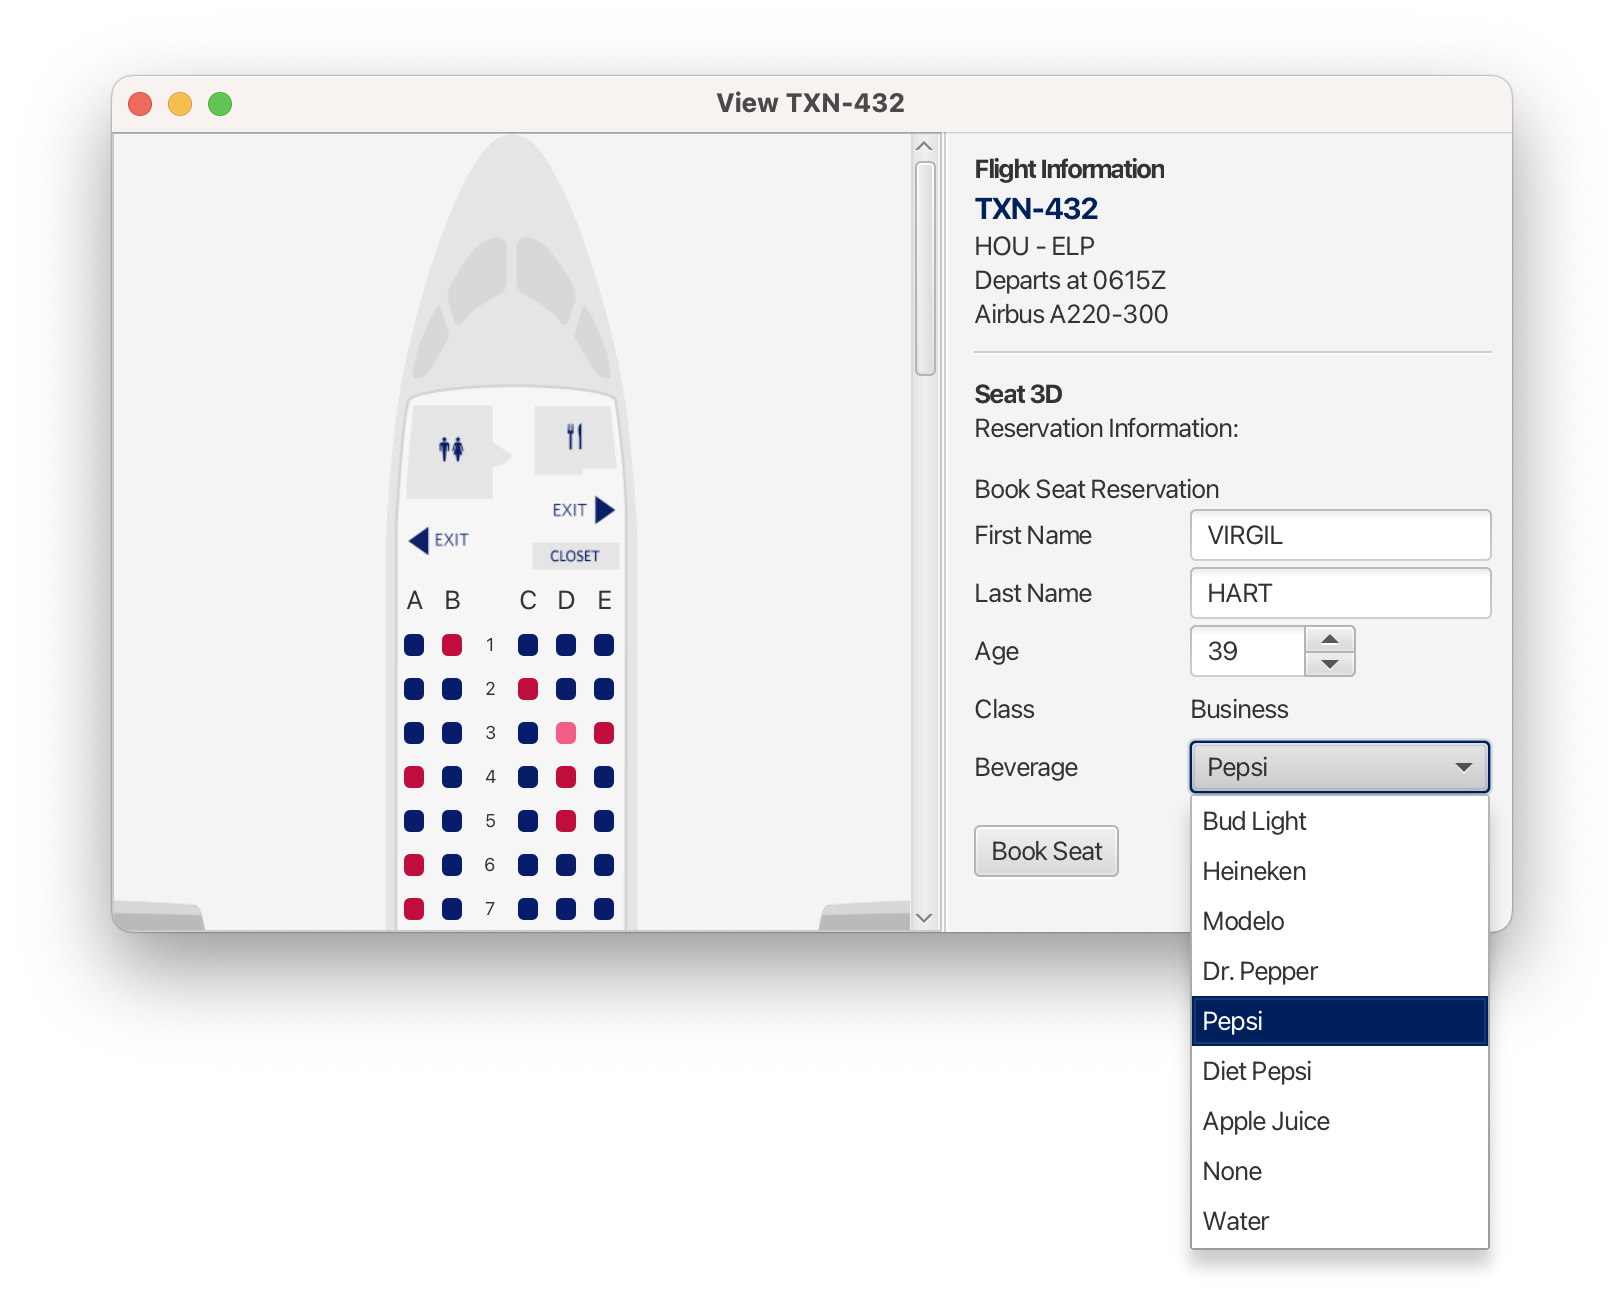 View TXN-432
EXIT
EXIT
CLOSET
A B C D E
1
2
3
4
5
6
7
Flight Information
TXN-432
HOU - ELP
Departs at 0615Z
Airbus A220-300
Seat 3D
Reservation Information:
Book Seat Reservation
First Name VIRGIL
Last Name HART
Age 39
Class Business
Beverage Pepsi
Book Seat
Bud Light
Heineken
Modelo
Dr. Pepper
Pepsi
Diet Pepsi
Apple Juice
None
Water